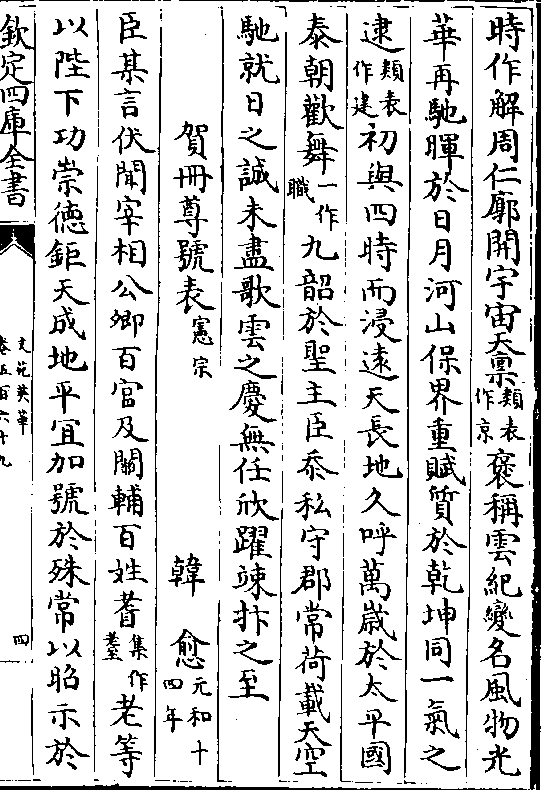 時作解周仁廓開宇宙天稟類表作京褒稱雲紀變名風物光
華再馳暉於日月河山保界重賦質於乾坤同一氣之
逮類表作建初與四時而浸遠天長地久呼萬歲於太平國
泰朝歡舞一作職九韶於聖主臣忝私守郡常荷載天空
馳就日之誠未盡歌雲之慶無任欣躍竦抃之至
賀冊尊號表憲宗
韓愈元和十四年
臣某言伏聞宰相公卿百官及關輔百姓耆集作耋老等
以陛下功崇德鉅天成地平宜加號於殊常以昭示於
欽定四庫全書
文苑英華
卷五百六十九
四